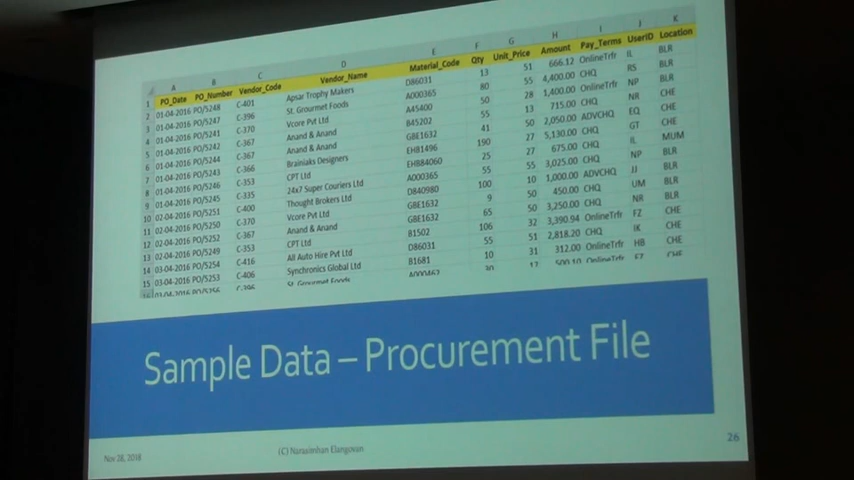 A B C D E F G H I J K
1 PO_Date PO_Number Vendor_Code Vendor_Name Material_Code Qty Unit_Price Amount Pay_Terms UserID Location
2 01-04-2016 PO/5248 C-401 Apsar Trophy Makers D86031 13 51 666.12 OnlineTrfr IL BLR
3 01-04-2016 PO/5247 C-396 St. Grourmet Foods A000365 80 55 4,400.00 CHQ RS BLR
4 01-04-2016 PO/5241 C-370 Vcore Pvt Ltd A45400 50 28 1,400.00 OnlineTrfr NP BLR
5 01-04-2016 PO/5242 C-367 Anand & Anand B45202 55 13 715.00 CHQ NR CHE
6 01-04-2016 PO/5244 C-367 Anand & Anand GBE1632 41 50 2,050.00 ADVCHQ EQ CHE
7 01-04-2016 PO/5243 C-366 Brainiaks Designers EHB1496 190 27 5,130.00 CHQ GT CHE
8 01-04-2016 PO/5246 C-353 CPT Ltd EHB84060 25 27 675.00 CHQ IL MUM
9 01-04-2016 PO/5245 C-335 24x7 Super Couriers Ltd A000365 55 55 3,025.00 CHQ NP BLR
10 02-04-2016 PO/5251 C-400 Thought Brokers Ltd D840980 100 10 1,000.00 ADVCHQ JJ BLR
11 02-04-2016 PO/5250 C-370 Vcore Pvt Ltd GBE1632 9 50 450.00 CHQ UM BLR
12 02-04-2016 PO/5252 C-367 Anand & Anand GBE1632 65 50 3,250.00 CHQ NR BLR
13 02-04-2016 PO/5249 C-353 CPT Ltd B1502 106 32 3,390.94 OnlineTrfr FZ CHE
14 03-04-2016 PO/5254 C-416 All Auto Hire Pvt Ltd D86031 55 51 2,818.20 CHQ IK CHE
15 03-04-2016 PO/5253 C-406 Synchronics Global Ltd B1681 10 31 312.00 OnlineTrfr HB CHE
Sample Data – Procurement File
Nov 28, 2018
(C) Narasimhan Elangovan
26